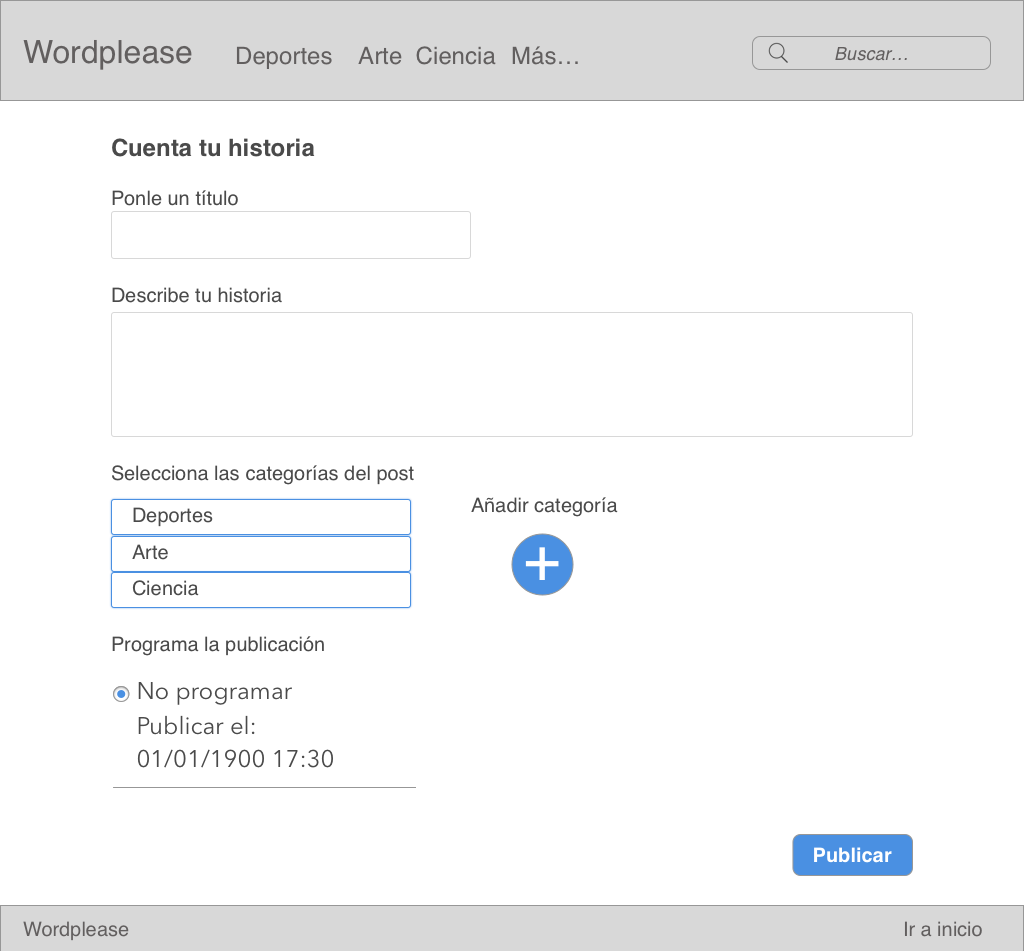 Wordplease Deportes Arte Ciencia Más... Buscar...
Cuenta tu historia
Ponle un título
Describe tu historia
Selecciona las categorías del post
Añadir categoría
Deportes
Arte
Ciencia
Programa la publicación
No programar
Publicar el:
01/01/1900 17:30
Publicar
Wordplease Ir a inicio